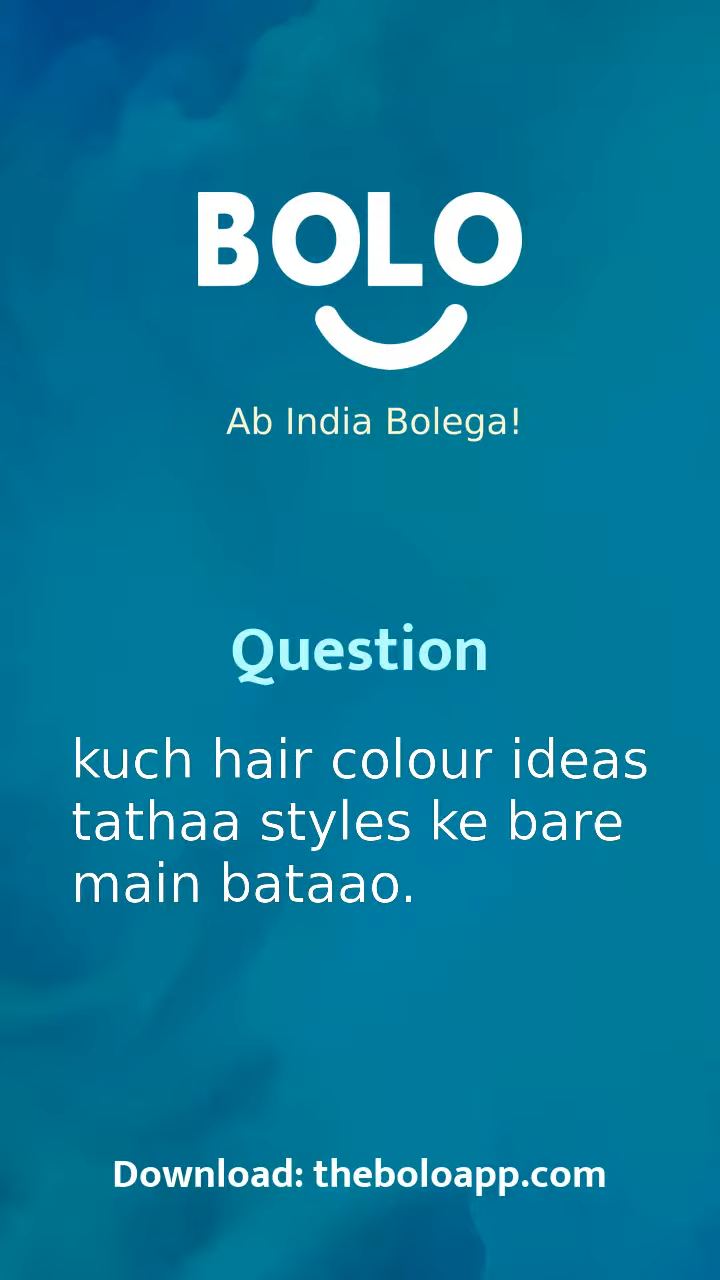 BOLO
Ab India Bolega!
Question
kuch hair colour ideas
tathaa styles ke bare
main bataao.
Download: theboloapp.com